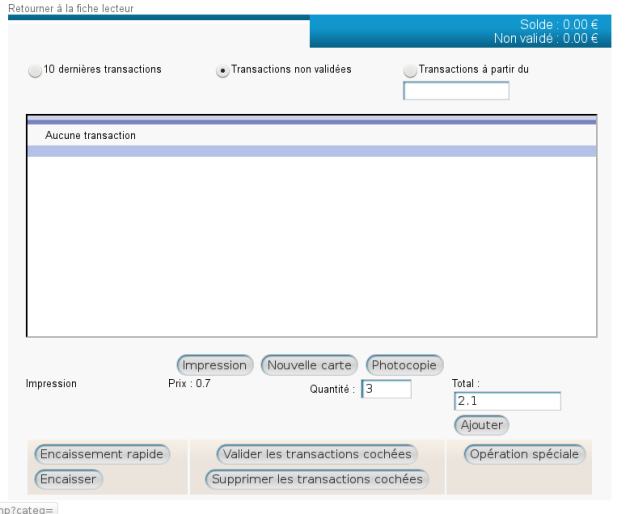 Retourner à la fiche lecteur
Solde : 0.00 €
Non validé : 0.00 €
10 dernières transactions
Transactions non validées
Transactions à partir du
Aucune transaction
Impression Nouvelle carte Photocopie
Impression Prix : 0.7 Quantité : 3 Total :
2.1
Ajouter
Encaissement rapide Valider les transactions cochées Opération spéciale
Encaisser Supprimer les transactions cochées
np?categ=